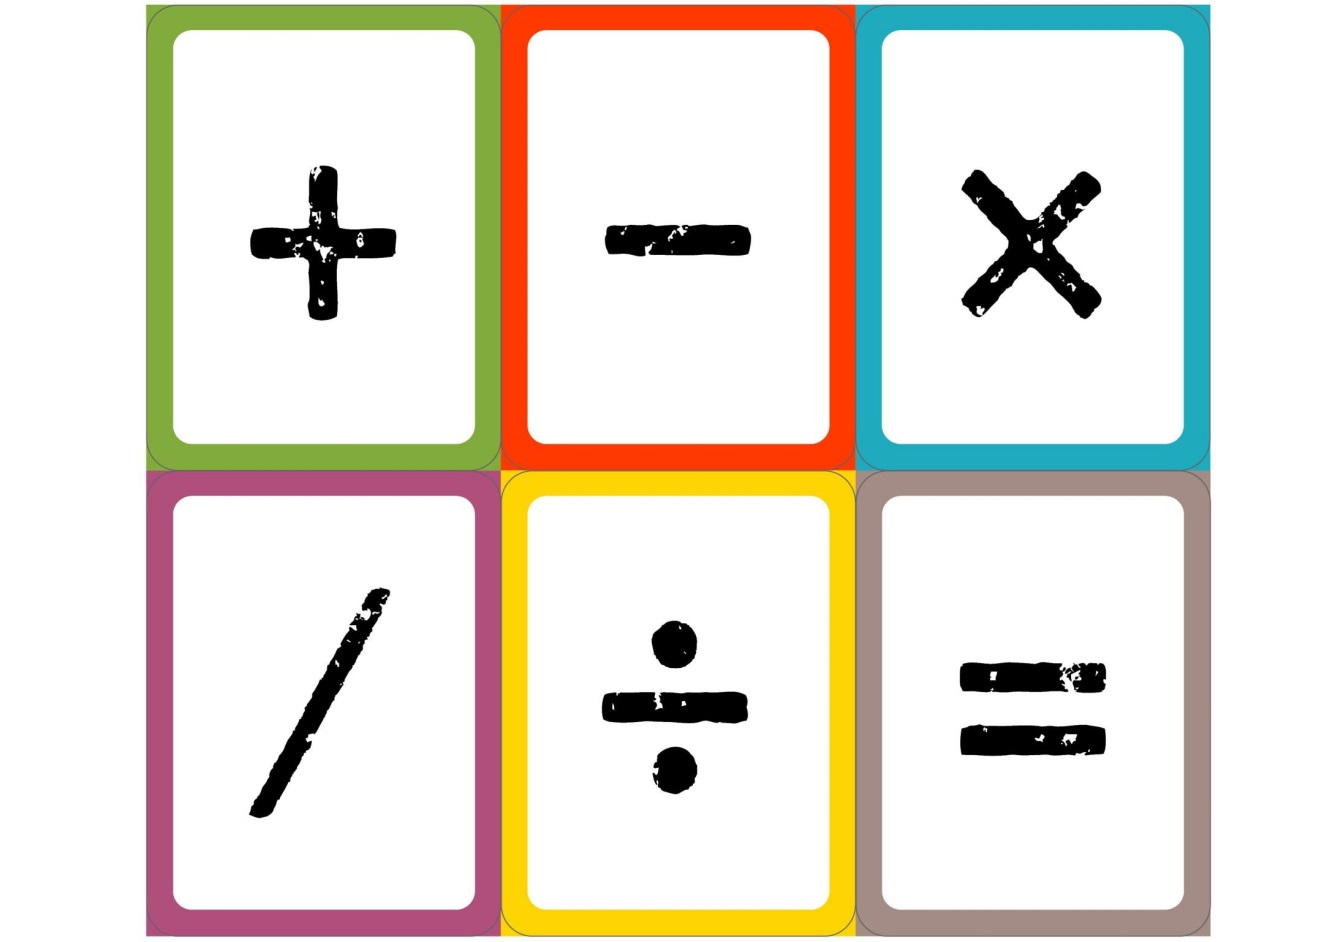 + − ×
/ ÷ =